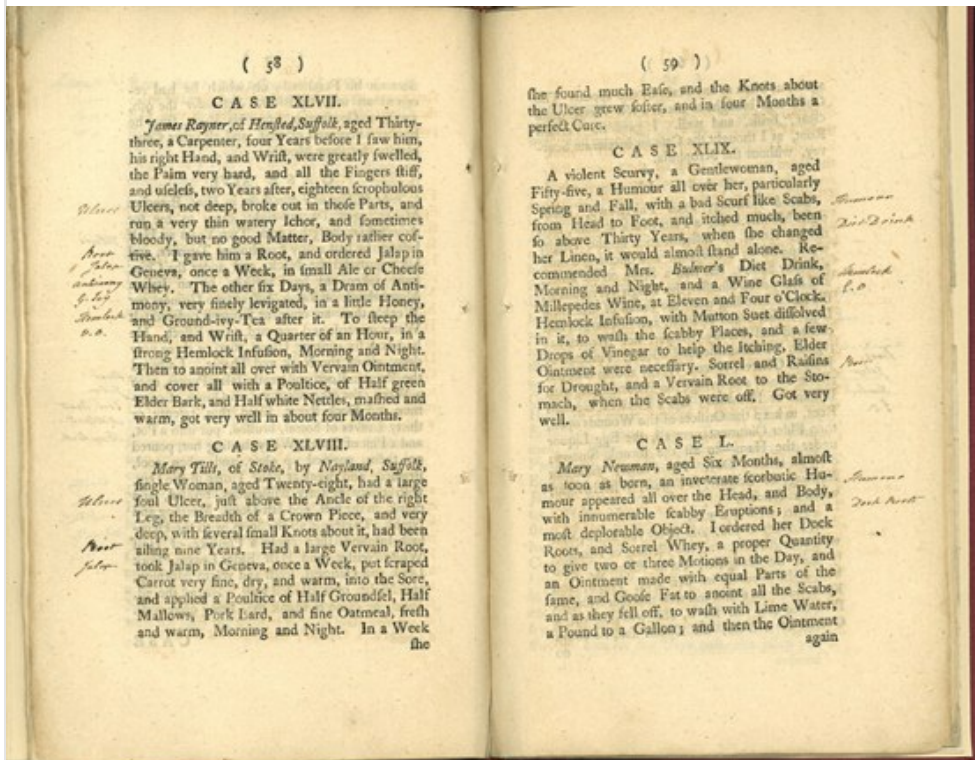 ( 58 )
CASE XLVII.
James Rayner, of Hensted, Suffolk, aged Thirty-
three, a Carpenter, four Years before I saw him,
his right Hand, and Wrist, were greatly swelled,
the Palm very hard, and all the Fingers stiff,
and useless, two Years after, eighteen scrophulous
Ulcers, not deep, broke out in those Parts, and
run a very thin watery Ichor, and sometimes
bloody, but no good Matter, Body rather cos-
tive. I gave him a Root, and ordered Jalap in
Geneva, once a Week, in small Ale or Cheese
Whey. The other six Days, a Dram of Anti-
mony, very finely levigated, in a little Honey,
and Ground-ivy-Tea after it. To steep the
Hand, and Wrist, a Quarter of an Hour, in a
strong Hemlock Infusion, Morning and Night.
Then to anoint all over with Vervain Ointment,
and cover all with a Poultice, of Half green
Elder Bark, and Half white Nettles, mashed and
warm, got very well in about four Months.
CASE XLVIII.
Mary Tills, of Stoke, by Nayland, Suffolk,
single Woman, aged Twenty-eight, had a large
foul Ulcer, just above the Ancle of the right
Leg, the Breadth of a Crown Piece, and very
deep, with several small Knots about it, had been
ailing nine Years. Had a large Vervain Root,
took Jalap in Geneva, once a Week, put scraped
Carrot very fine, dry, and warm, into the Sore,
and applied a Poultice of Half Groundsel, Half
Mallows, Pork Lard, and fine Oatmeal, fresh
and warm, Morning and Night. In a Week
she
Ulcers
Root
Jalap
antimony
Hemlock
v.o.
Ulcers
Root
Jalap
( 59 )
she found much Ease, and the Knots about
the Ulcer grew softer, and in four Months a
perfect Cure.
CASE XLIX.
A violent Scurvy, a Gentlewoman, aged
Fifty-five, a Humour all over her, particularly
Spring and Fall, with a bad Scurf like Scabs,
from Head to Foot, and itched much, been
so above Thirty Years, when she changed
her Linen, it would almost stand alone. Re-
commended Mrs. Bulmer's Diet Drink,
Morning and Night, and a Wine Glass of
Millepedes Wine, at Eleven and Four o'Clock.
Hemlock Infusion, with Mutton Suet dissolved
in it, to wash the scabby Places, and a few
Drops of Vinegar to help the Itching, Elder
Ointment were necessary. Sorrel and Raisins
for Drought, and a Vervain Root to the Sto-
mach, when the Scabs were off. Got very
well.
CASE L.
Mary Newman, aged Six Months, almost
as soon as born, an inveterate scorbutic Hu-
mour appeared all over the Head, and Body,
with innumerable scabby Eruptions; and a
most deplorable Object. I ordered her Dock
Roots, and Sorrel Whey, a proper Quantity
to give two or three Motions in the Day, and
an Ointment made with equal Parts of the
same, and Goose Fat to anoint all the Scabs,
and as they fell off, to wash with Lime Water,
a Pound to a Gallon; and then the Ointment
again
Humour
Diet Drink
Hemlock
Root
Humour
Dock Root